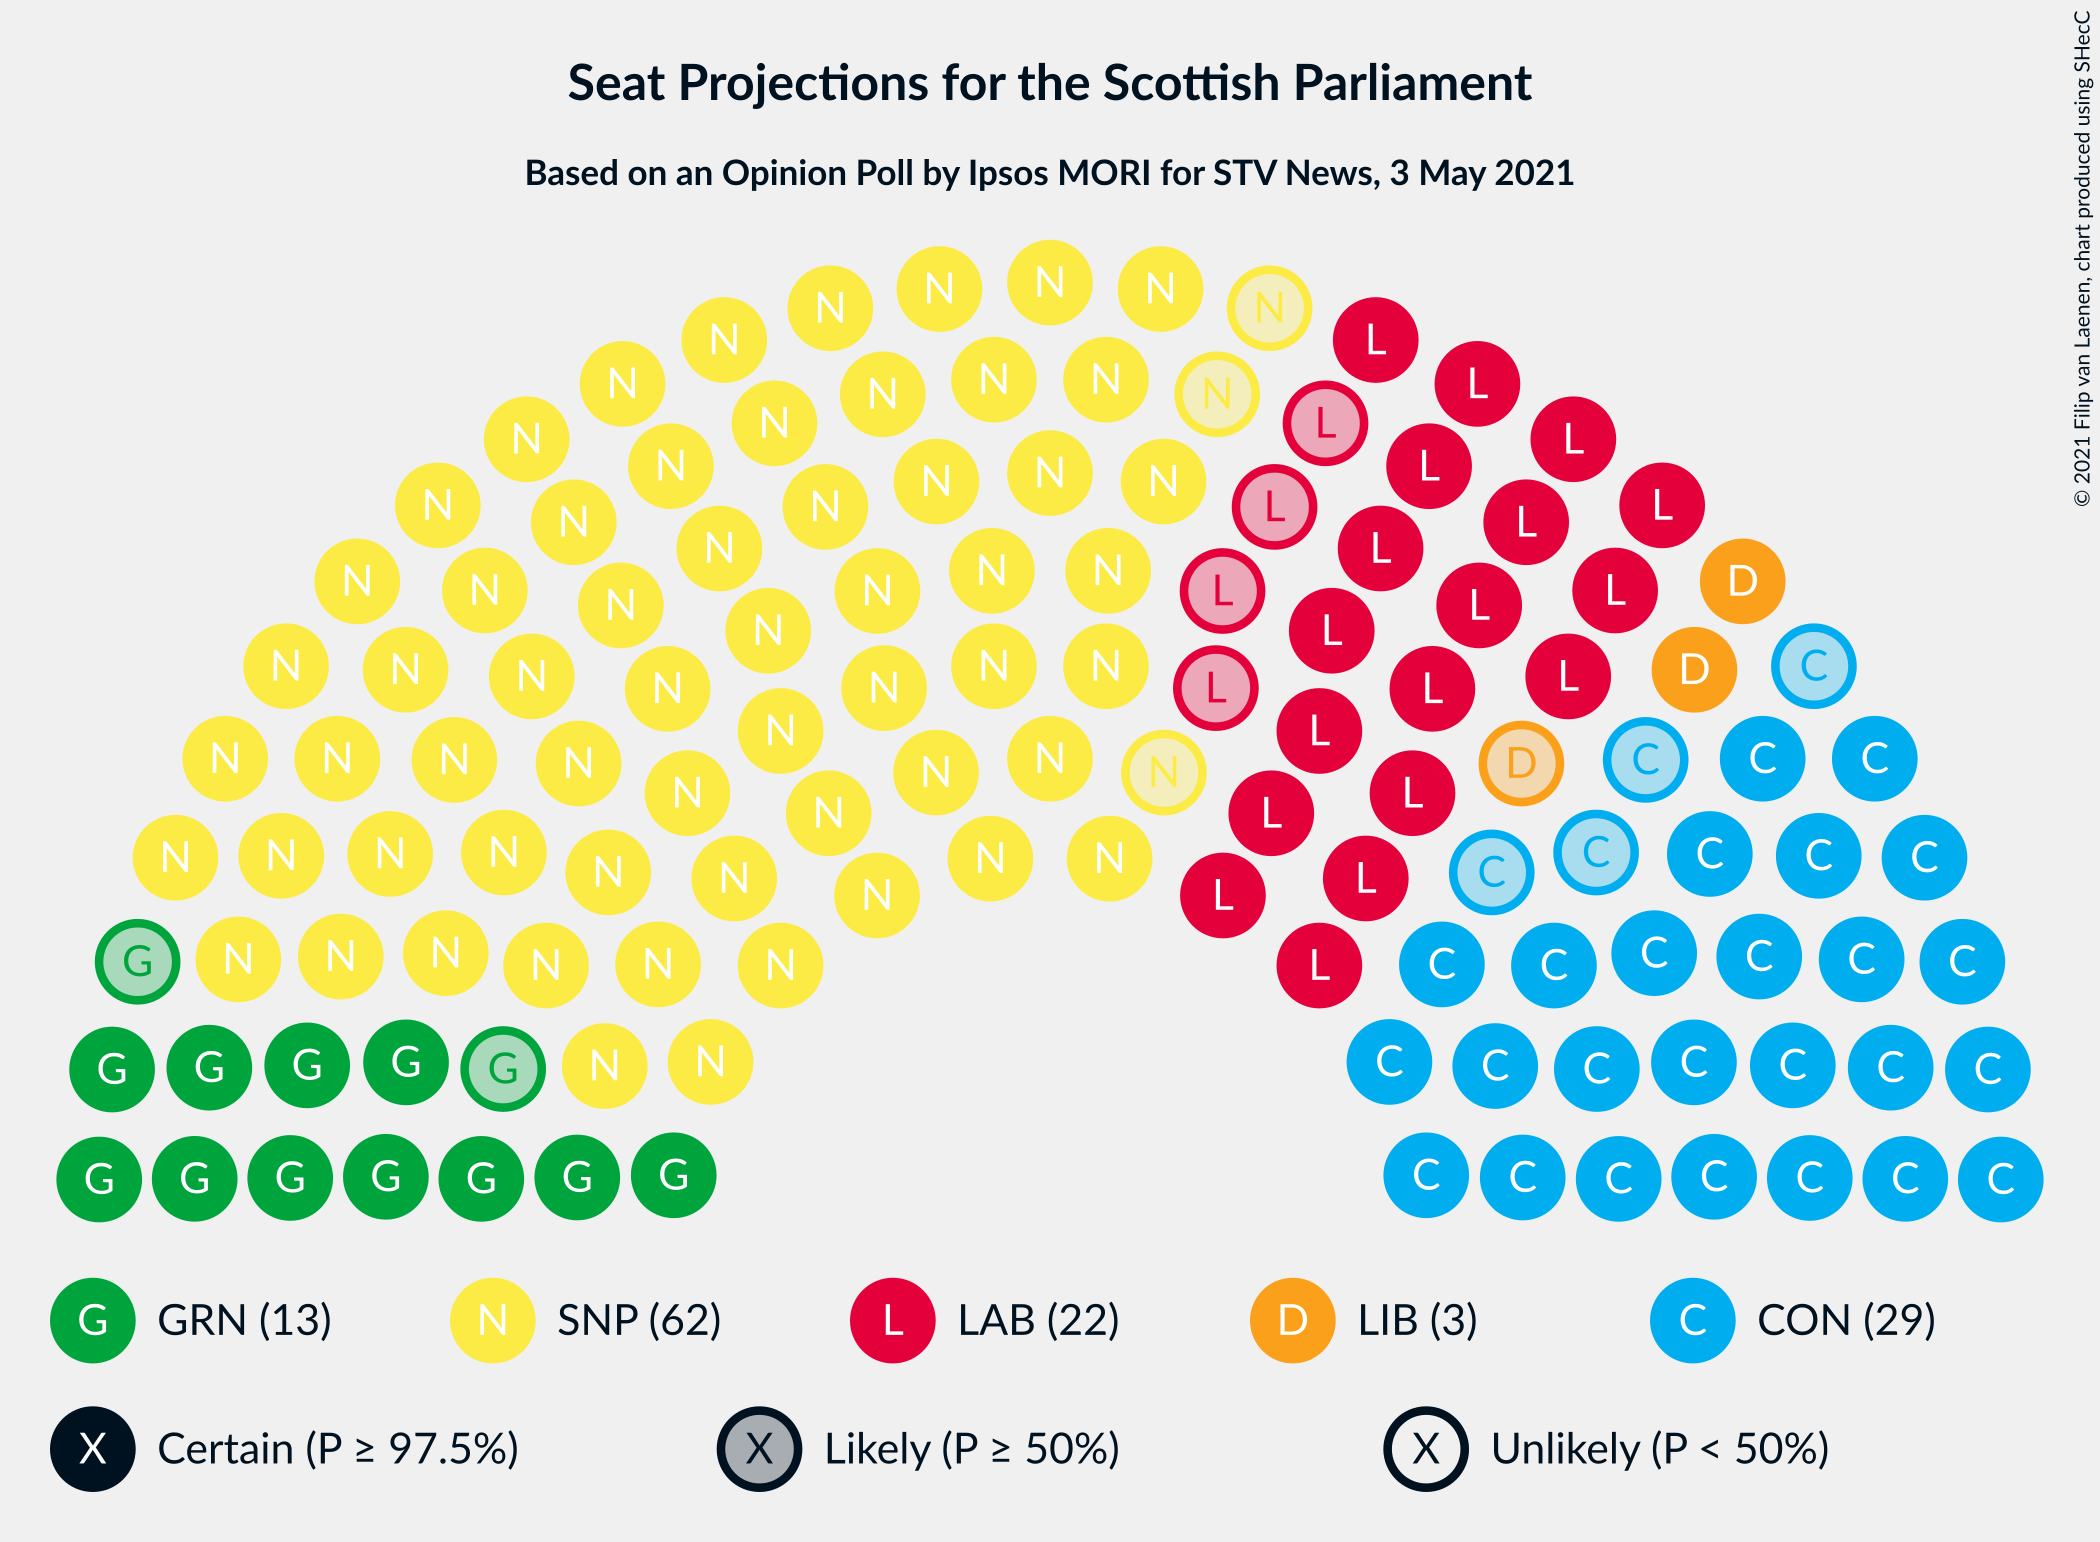 © 2021 Filip van Laenen, chart produced using SHecC
Seat Projections for the Scottish Parliament
Based on an Opinion Poll by Ipsos MORI for STV News, 3 May 2021
N N N N N
N L
N N N N N L
N N L L
N N N N N N L L L
N N L L
N N N N N N L L L D
N L
N N N N N N N L L L D C
N L
N N N N N N N N L D C C C
N L
N N N N N N N N N L L C C C C C
G N N N N N N L C C C C C C
G G G G G N N C C C C C C C
G G G G G G G C C C C C C C
G GRN (13) N SNP (62) L LAB (22) D LIB (3) C CON (29)
X Certain (P ≥ 97.5%) X Likely (P ≥ 50%) X Unlikely (P < 50%)